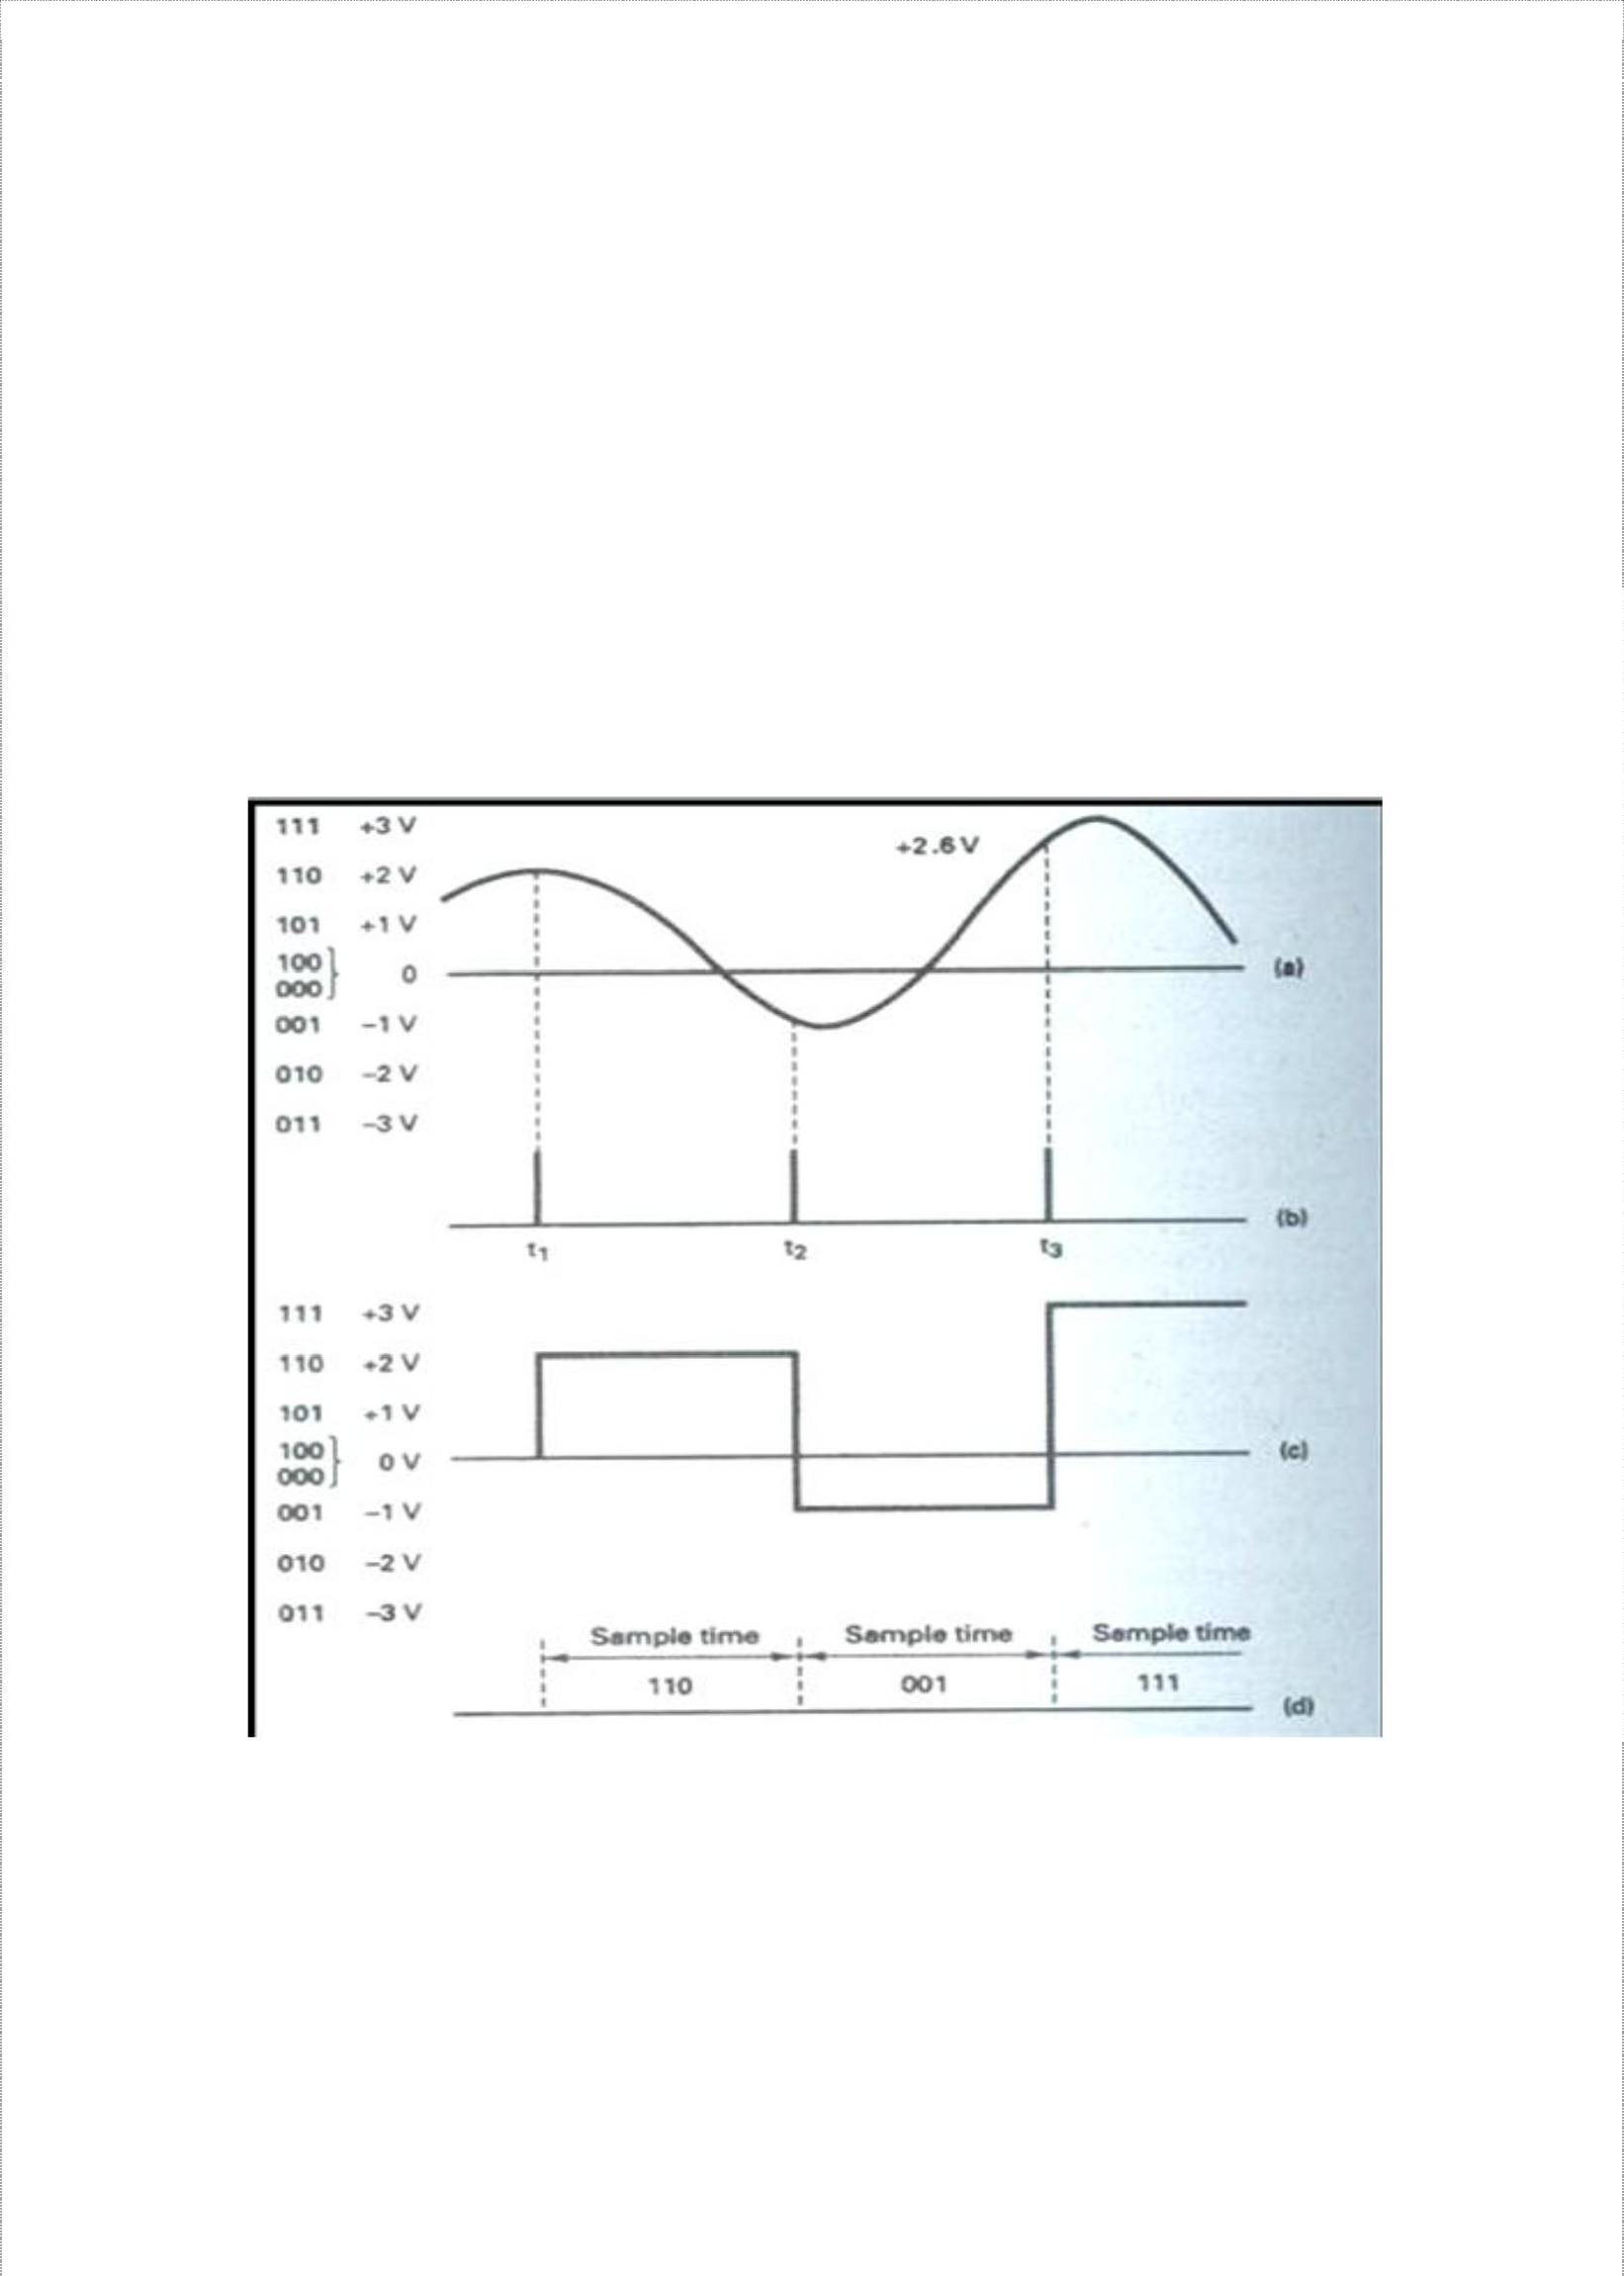 111 +3 V
+2.6 V
110 +2 V
101 +1 V
100
000 } 0
(a)
001 −1 V
010 −2 V
011 −3 V
(b)
t1 t2 t3
111 +3 V
110 +2 V
101 +1 V
100
000 } 0 V
(c)
001 −1 V
010 −2 V
011 −3 V
Sample time Sample time Sample time
110 001 111
(d)